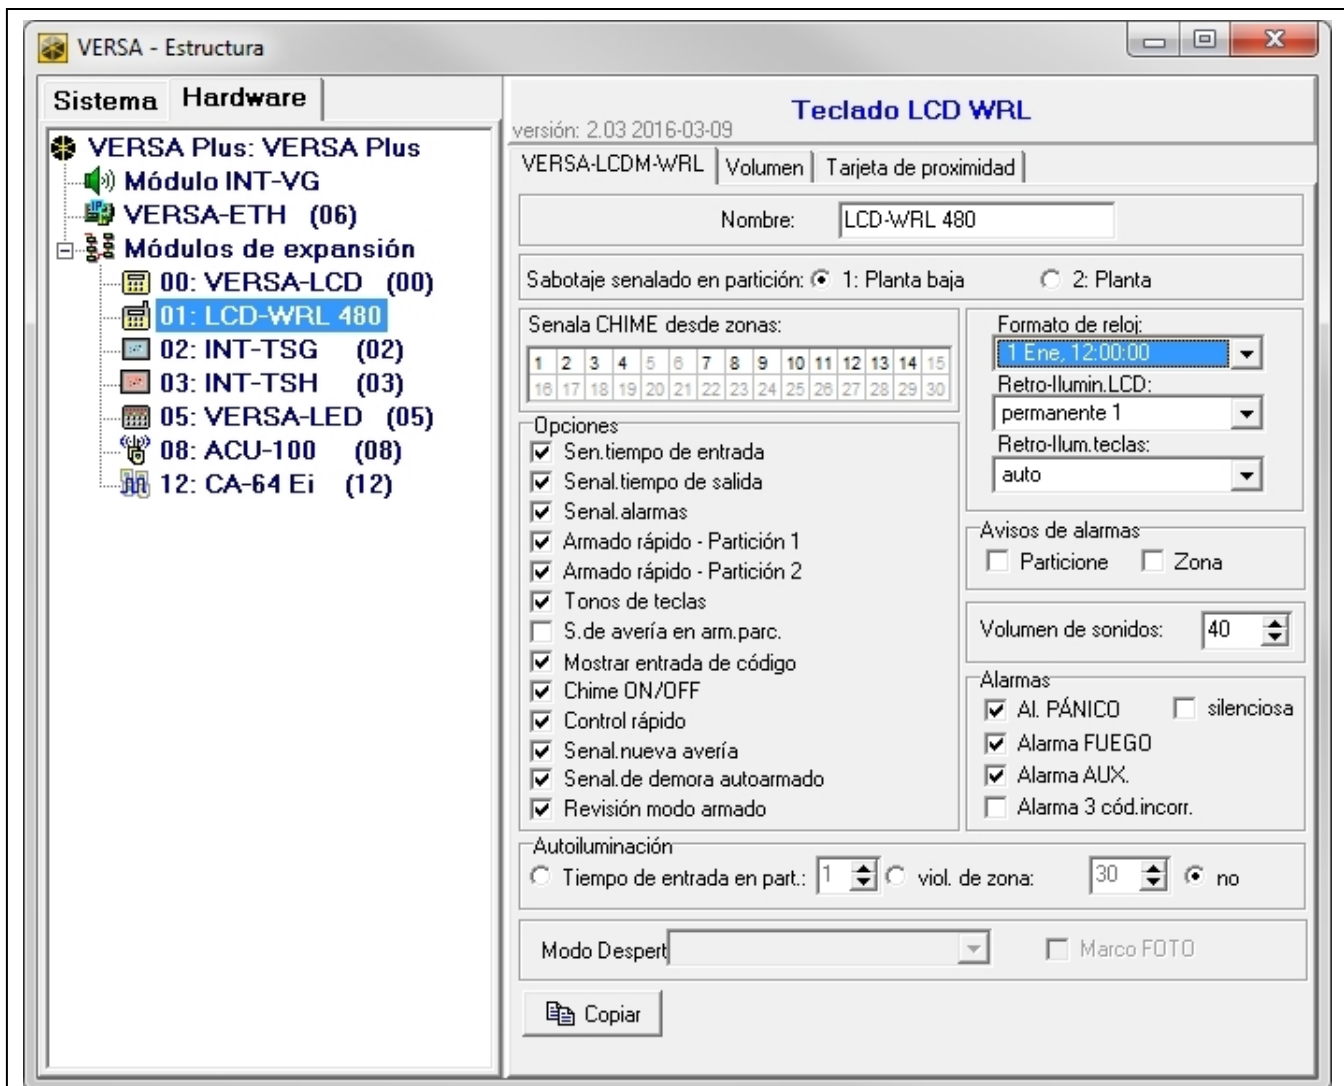 VERSA - Estructura
Sistema Hardware
VERSA Plus: VERSA Plus
Módulo INT-VG
VERSA-ETH (06)
Módulos de expansión
00: VERSA-LCD (00)
01: LCD-WRL 480
02: INT-TSG (02)
03: INT-TSH (03)
05: VERSA-LED (05)
08: ACU-100 (08)
12: CA-64 Ei (12)
Teclado LCD WRL
versión: 2.03 2016-03-09
VERSA-LCDM-WRL Volumen Tarjeta de proximidad
Nombre: LCD-WRL 480
Sabotaje senalado en partición: 1: Planta baja 2: Planta
Senala CHIME desde zonas:
1 2 3 4 5 6 7 8 9 10 11 12 13 14 15
16 17 18 19 20 21 22 23 24 25 26 27 28 29 30
Opciones
Sen.tiempo de entrada
Senal.tiempo de salida
Senal.alarmas
Armado rápido - Partición 1
Armado rápido - Partición 2
Tonos de teclas
S.de avería en arm.parc.
Mostrar entrada de código
Chime ON/OFF
Control rápido
Senal.nueva avería
Senal.de demora autoarmado
Revisión modo armado
Formato de reloj:
1 Ene, 12:00:00
Retro-Ilumin.LCD:
permanente 1
Retro-Ilum.teclas:
auto
Avisos de alarmas
Particione Zona
Volumen de sonidos: 40
Alarmas
Al. PÁNICO silenciosa
Alarma FUEGO
Alarma AUX.
Alarma 3 cód.incorr.
Autoiluminación
Tiempo de entrada en part.: 1 viol. de zona: 30 no
Modo Despert Marco FOTO
Copiar